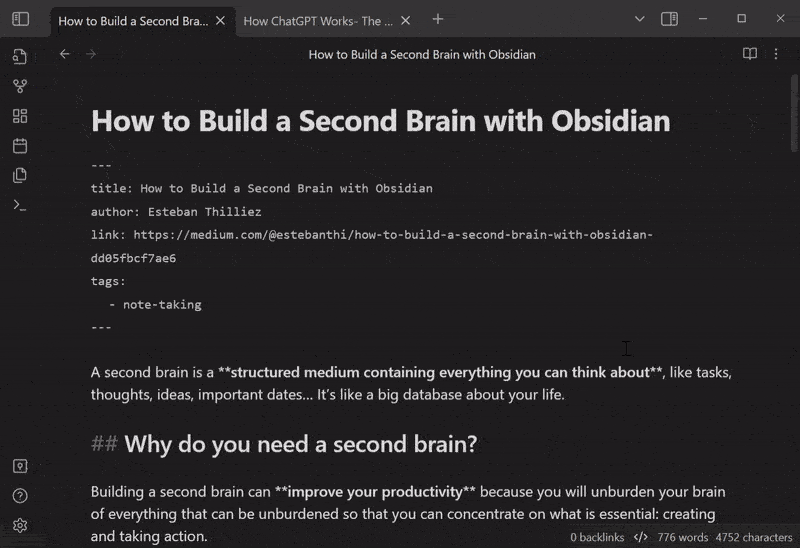 How to Build a Second Bra...
How ChatGPT Works- The ...
How to Build a Second Brain with Obsidian
How to Build a Second Brain with Obsidian
---
title: How to Build a Second Brain with Obsidian
author: Esteban Thilliez
link: https://medium.com/@estebanthi/how-to-build-a-second-brain-with-obsidian-
dd05fbcf7ae6
tags:
- note-taking
---
A second brain is a **structured medium containing everything you can think about**, like tasks,
thoughts, ideas, important dates… It’s like a big database about your life.
## Why do you need a second brain?
Building a second brain can **improve your productivity** because you will unburden your brain
of everything that can be unburdened so that you can concentrate on what is essential: creating
and taking action.
0 backlinks </> 776 words 4752 characters